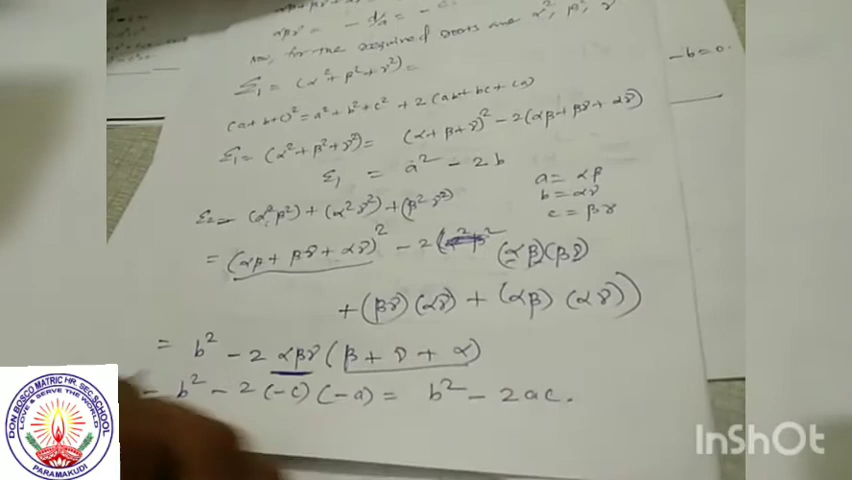 αβγ = - d/a = - c
Now, for the required roots are α², β², γ
Σ₁ = (α² + β² + γ²) =
- b = 0.
(a+b+c)² = a² + b² + c² + 2(ab + bc + ca)
Σ₁ = (α² + β² + γ²) = (α + β + γ)² - 2(αβ + βγ + αγ)
Σ₁ = a² - 2b
a = αβ
b = αγ
c = βγ
Σ₂ = (α²β²) + (α²γ²) + (β²γ²)
= (αβ + βγ + αγ)² - 2( (αβ)(βγ)
+ (βγ)(αγ) + (αβ)(αγ))
= b² - 2 αβγ (β + γ + α)
= b² - 2(-c)(-a) = b² - 2ac.
DON BOSCO MATRIC HR. SEC. SCHOOL
LOVE & SERVE THE WORLD
PARAMAKUDI
InShOt